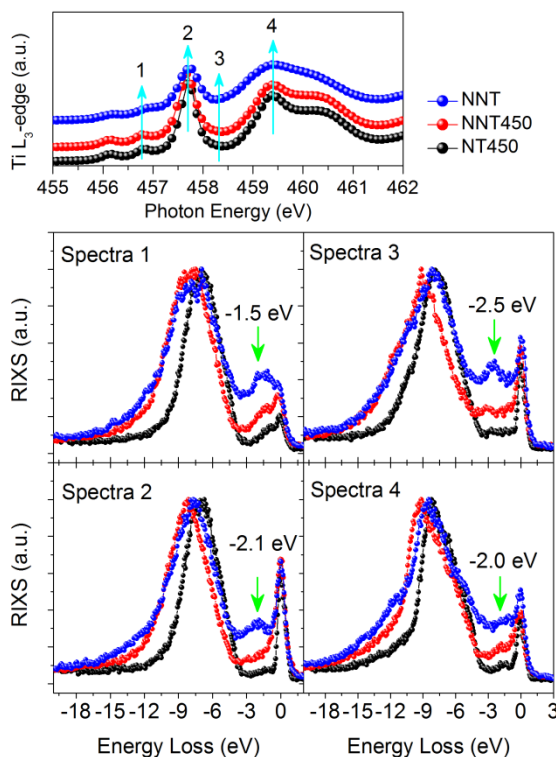 1 2 3 4
Ti L₃-edge (a.u.)
NNT
NNT450
NT450
455 456 457 458 459 460 461 462
Photon Energy (eV)
Spectra 1
-1.5 eV
Spectra 3
-2.5 eV
RIXS (a.u.)
Spectra 2
-2.1 eV
Spectra 4
-2.0 eV
RIXS (a.u.)
-18 -15 -12 -9 -6 -3 0 -18 -15 -12 -9 -6 -3 0 3
Energy Loss (eV) Energy Loss (eV)